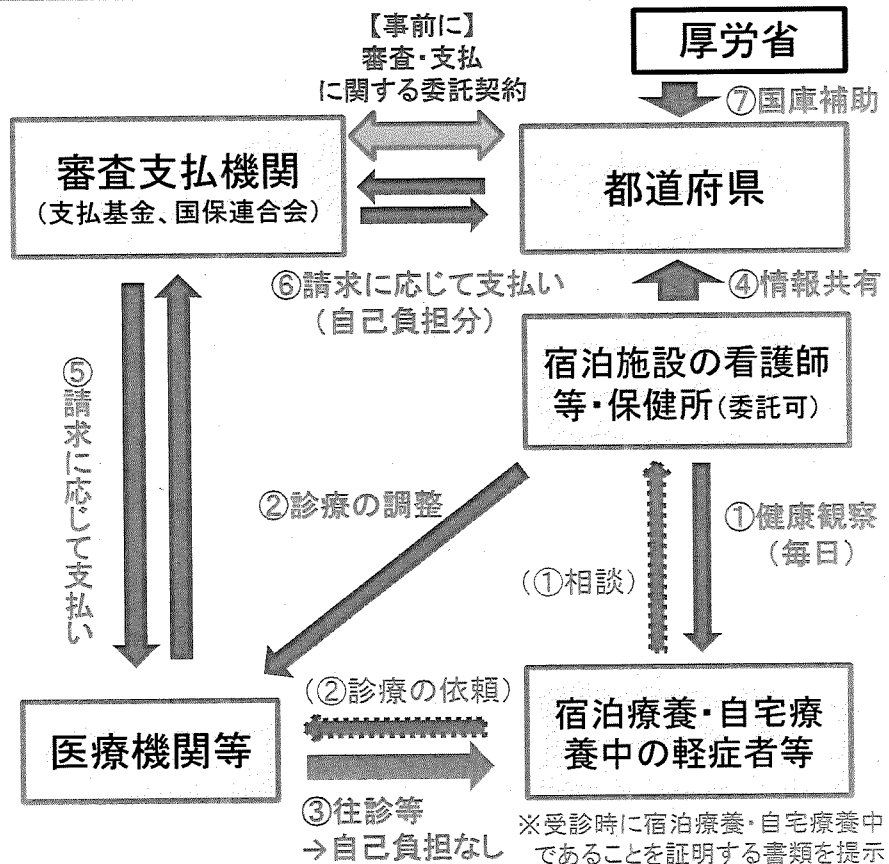 【事前に】
審査・支払
に関する委託契約
厚労省
⑦国庫補助
審査支払機関
（支払基金、国保連合会）
都道府県
⑥請求に応じて支払い
（自己負担分）
④情報共有
宿泊施設の看護師
等・保健所（委託可）
⑤請求に応じて支払い
②診療の調整
①健康観察
（毎日）
（①相談）
（②診療の依頼）
医療機関等
宿泊療養・自宅療
養中の軽症者等
③往診等
→自己負担なし
※受診時に宿泊療養・自宅療養中
であることを証明する書類を提示